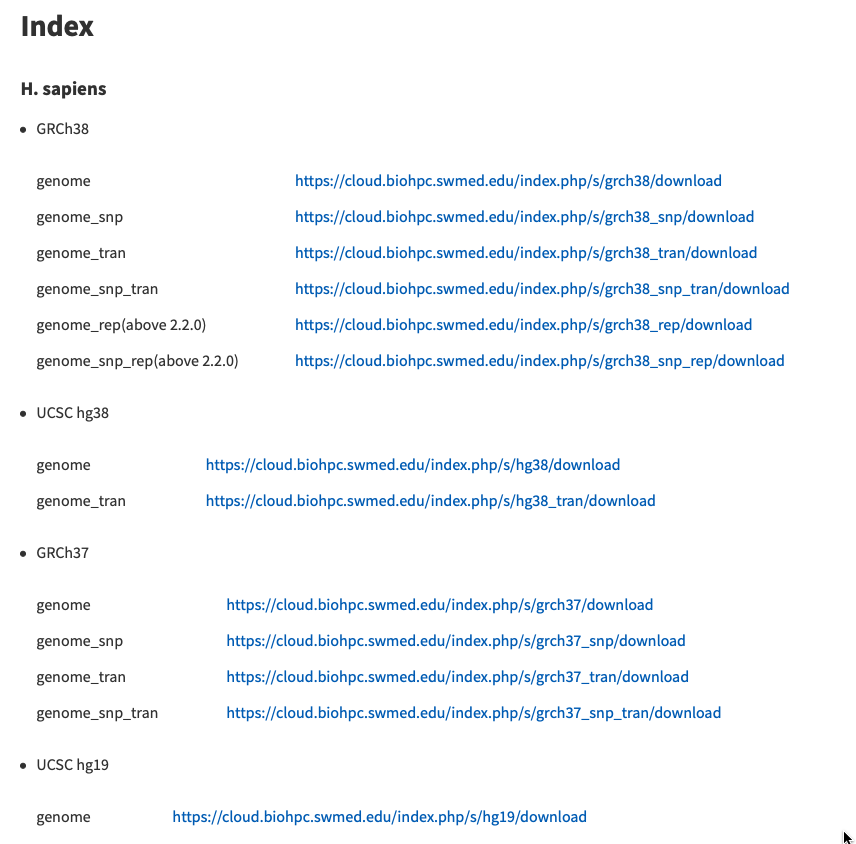 Index
H. sapiens
• GRCh38
genome https://cloud.biohpc.swmed.edu/index.php/s/grch38/download
genome_snp https://cloud.biohpc.swmed.edu/index.php/s/grch38_snp/download
genome_tran https://cloud.biohpc.swmed.edu/index.php/s/grch38_tran/download
genome_snp_tran https://cloud.biohpc.swmed.edu/index.php/s/grch38_snp_tran/download
genome_rep(above 2.2.0) https://cloud.biohpc.swmed.edu/index.php/s/grch38_rep/download
genome_snp_rep(above 2.2.0) https://cloud.biohpc.swmed.edu/index.php/s/grch38_snp_rep/download
• UCSC hg38
genome https://cloud.biohpc.swmed.edu/index.php/s/hg38/download
genome_tran https://cloud.biohpc.swmed.edu/index.php/s/hg38_tran/download
• GRCh37
genome https://cloud.biohpc.swmed.edu/index.php/s/grch37/download
genome_snp https://cloud.biohpc.swmed.edu/index.php/s/grch37_snp/download
genome_tran https://cloud.biohpc.swmed.edu/index.php/s/grch37_tran/download
genome_snp_tran https://cloud.biohpc.swmed.edu/index.php/s/grch37_snp_tran/download
• UCSC hg19
genome https://cloud.biohpc.swmed.edu/index.php/s/hg19/download